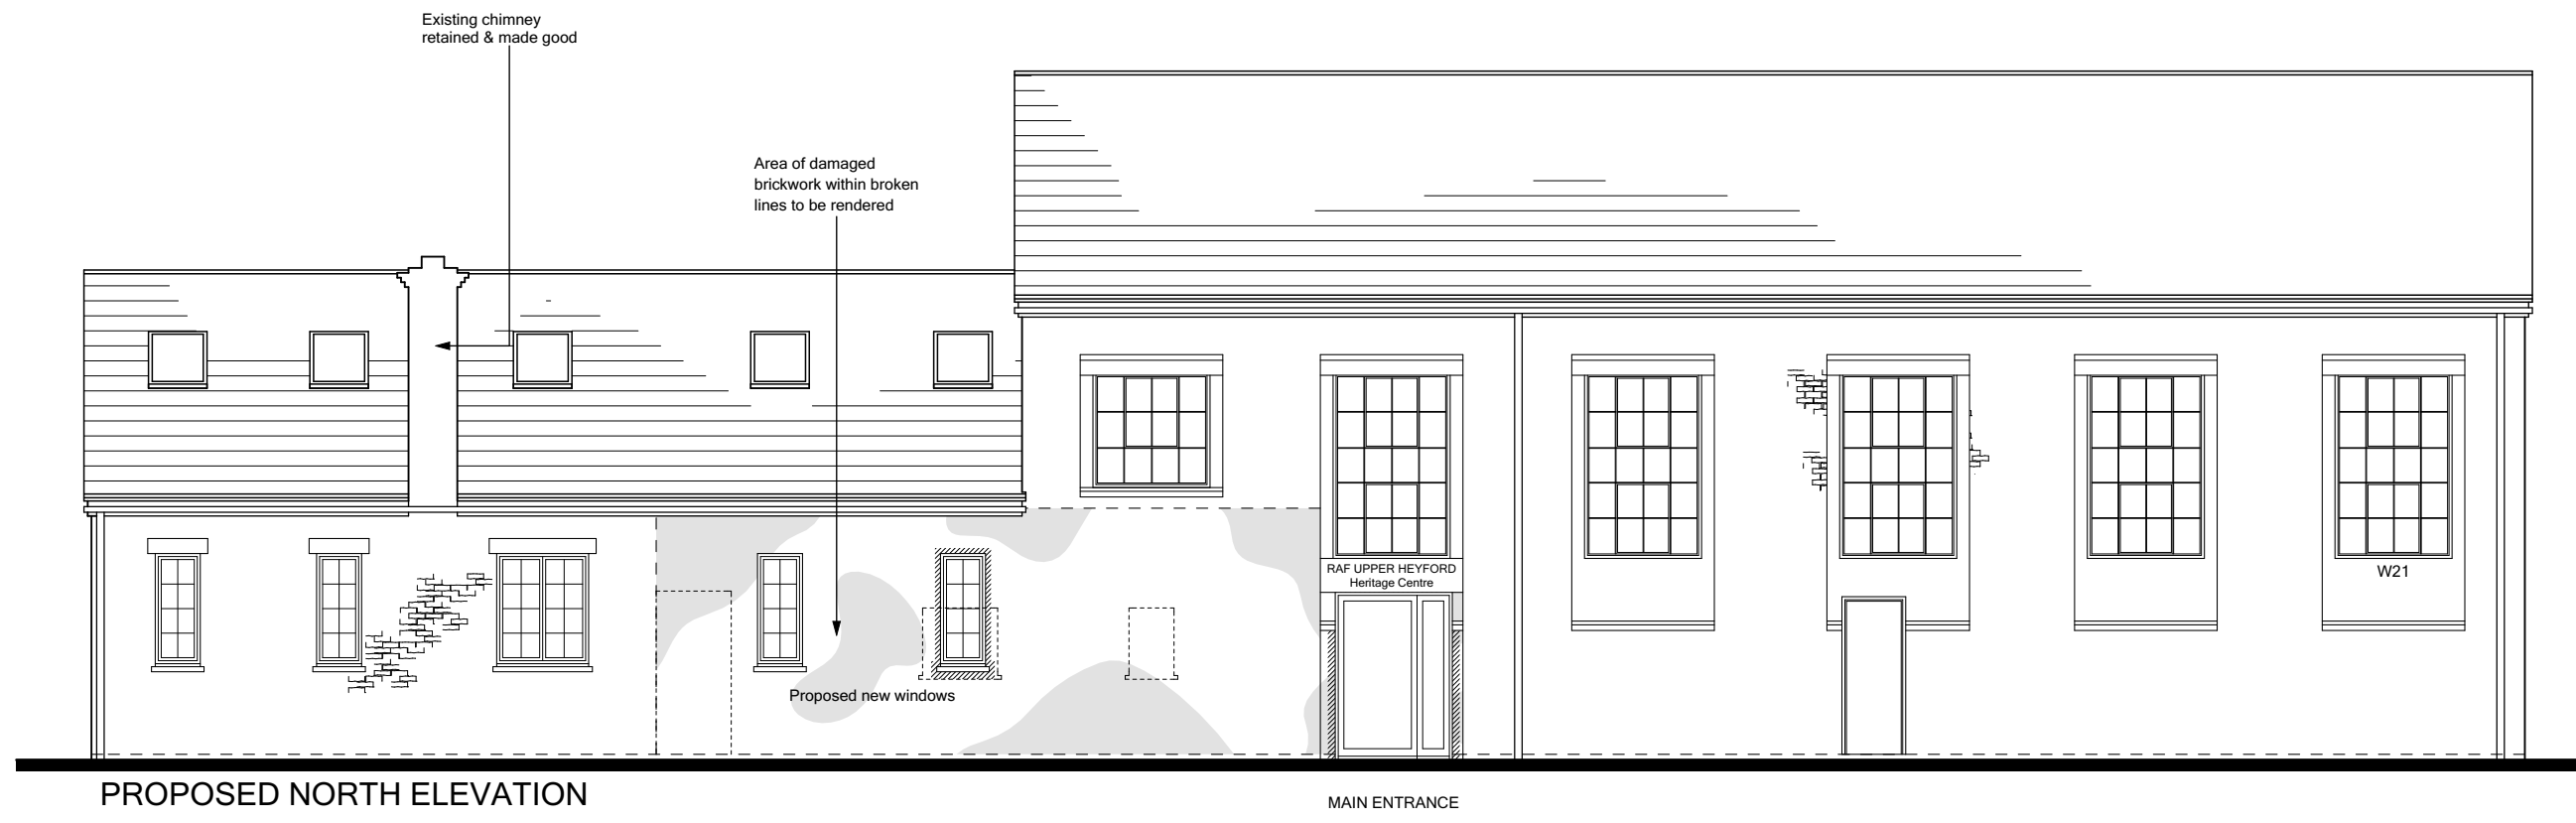 Existing chimney
retained & made good
Area of damaged
brickwork within broken
lines to be rendered
RAF UPPER HEYFORD
Heritage Centre
W21
Proposed new windows
PROPOSED NORTH ELEVATION
MAIN ENTRANCE